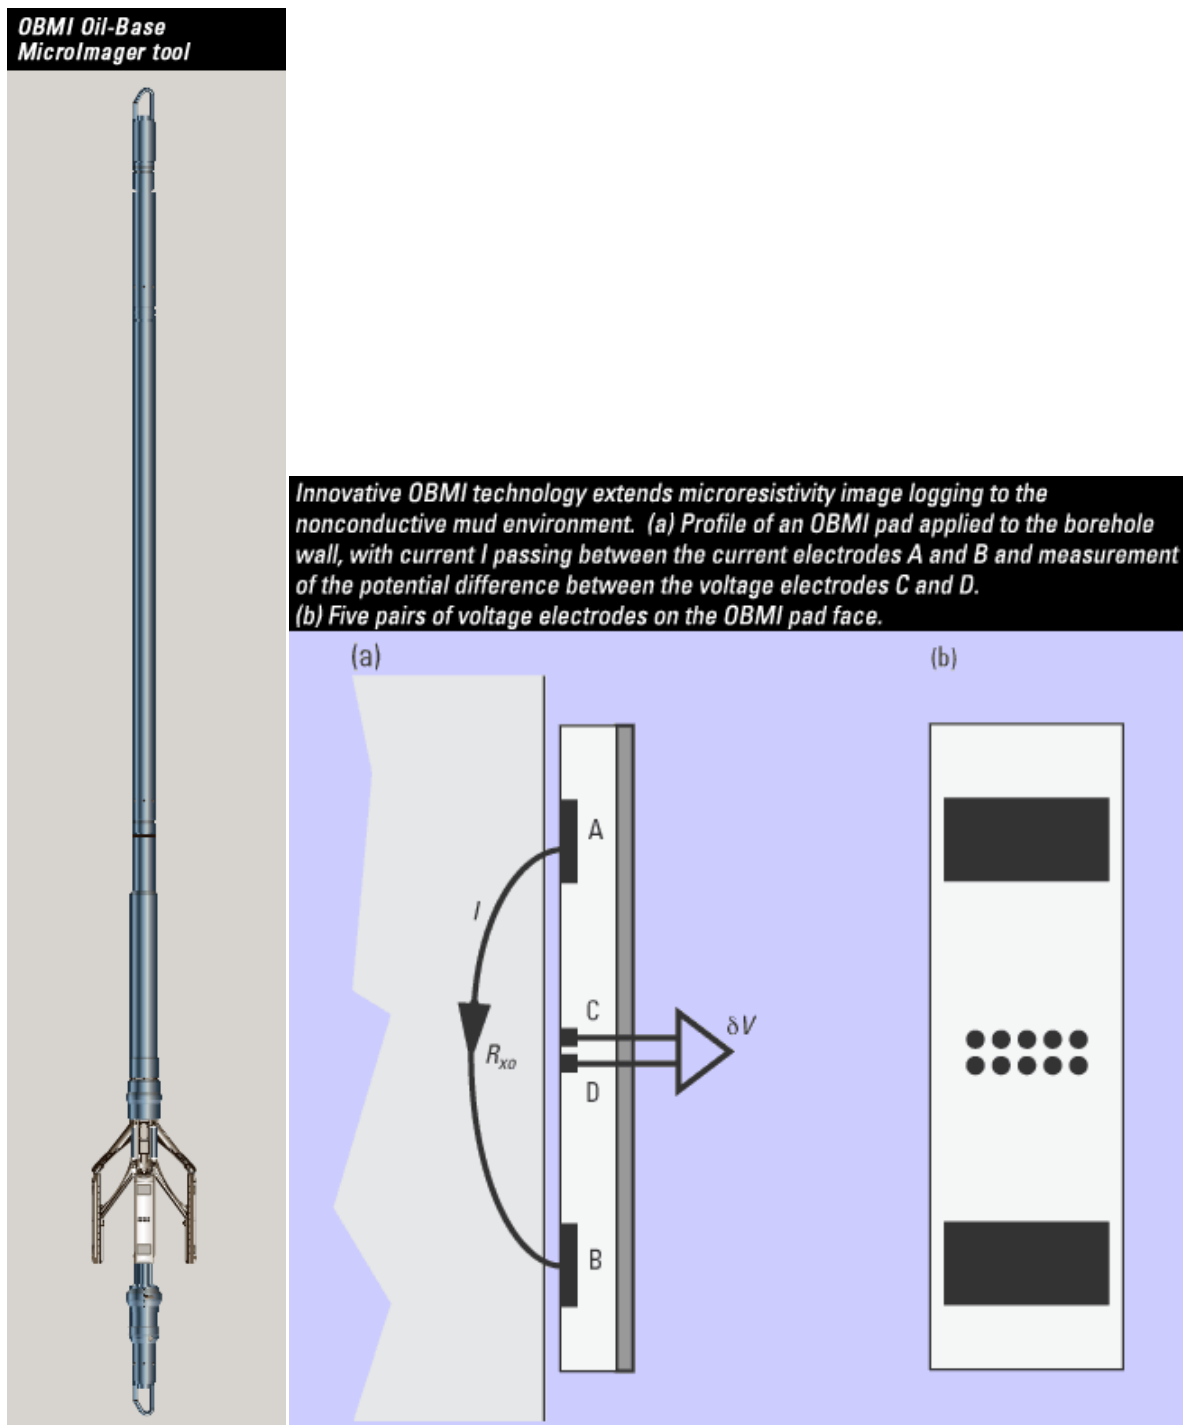 OBMI Oil-Base
MicroImager tool
Innovative OBMI technology extends microresistivity image logging to the
nonconductive mud environment. (a) Profile of an OBMI pad applied to the borehole
wall, with current I passing between the current electrodes A and B and measurement
of the potential difference between the voltage electrodes C and D.
(b) Five pairs of voltage electrodes on the OBMI pad face.
(a)
(b)
A
I
C
δV
Rxo
D
B